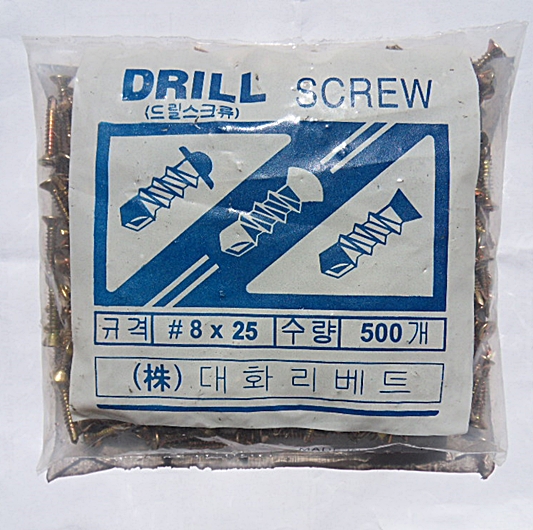 DRILL SCREW
(드릴스크류)
규격 #8 x 25 수량 500개
(株) 대화리베트